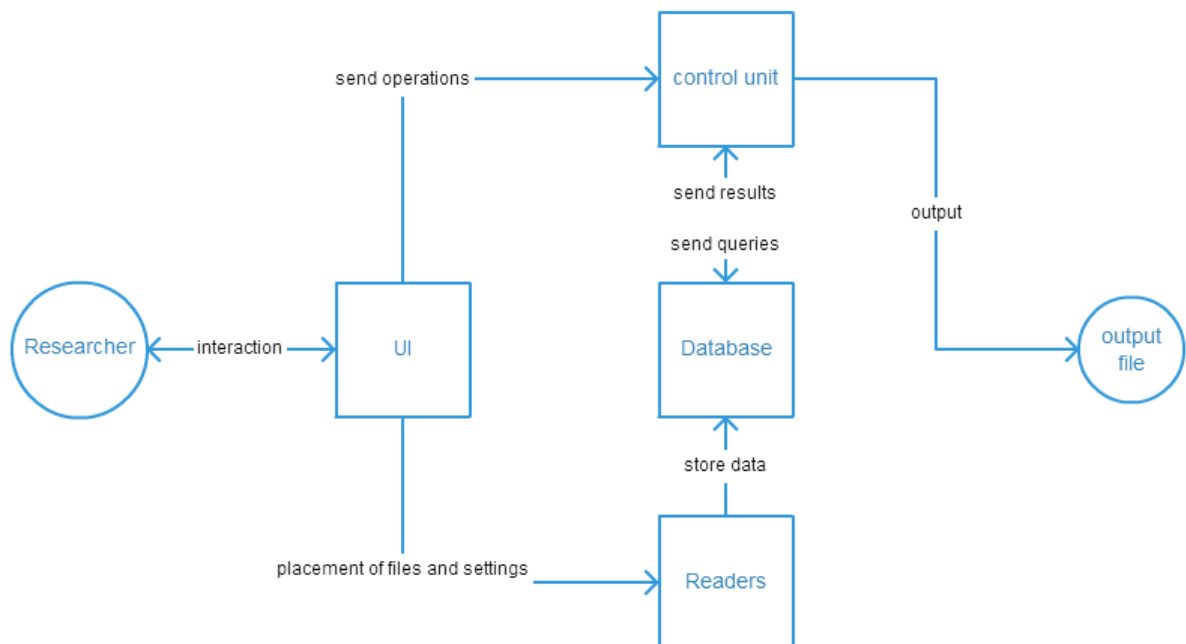 send operations
control unit
send results
output
send queries
Researcher
interaction
UI
Database
output
file
store data
placement of files and settings
Readers